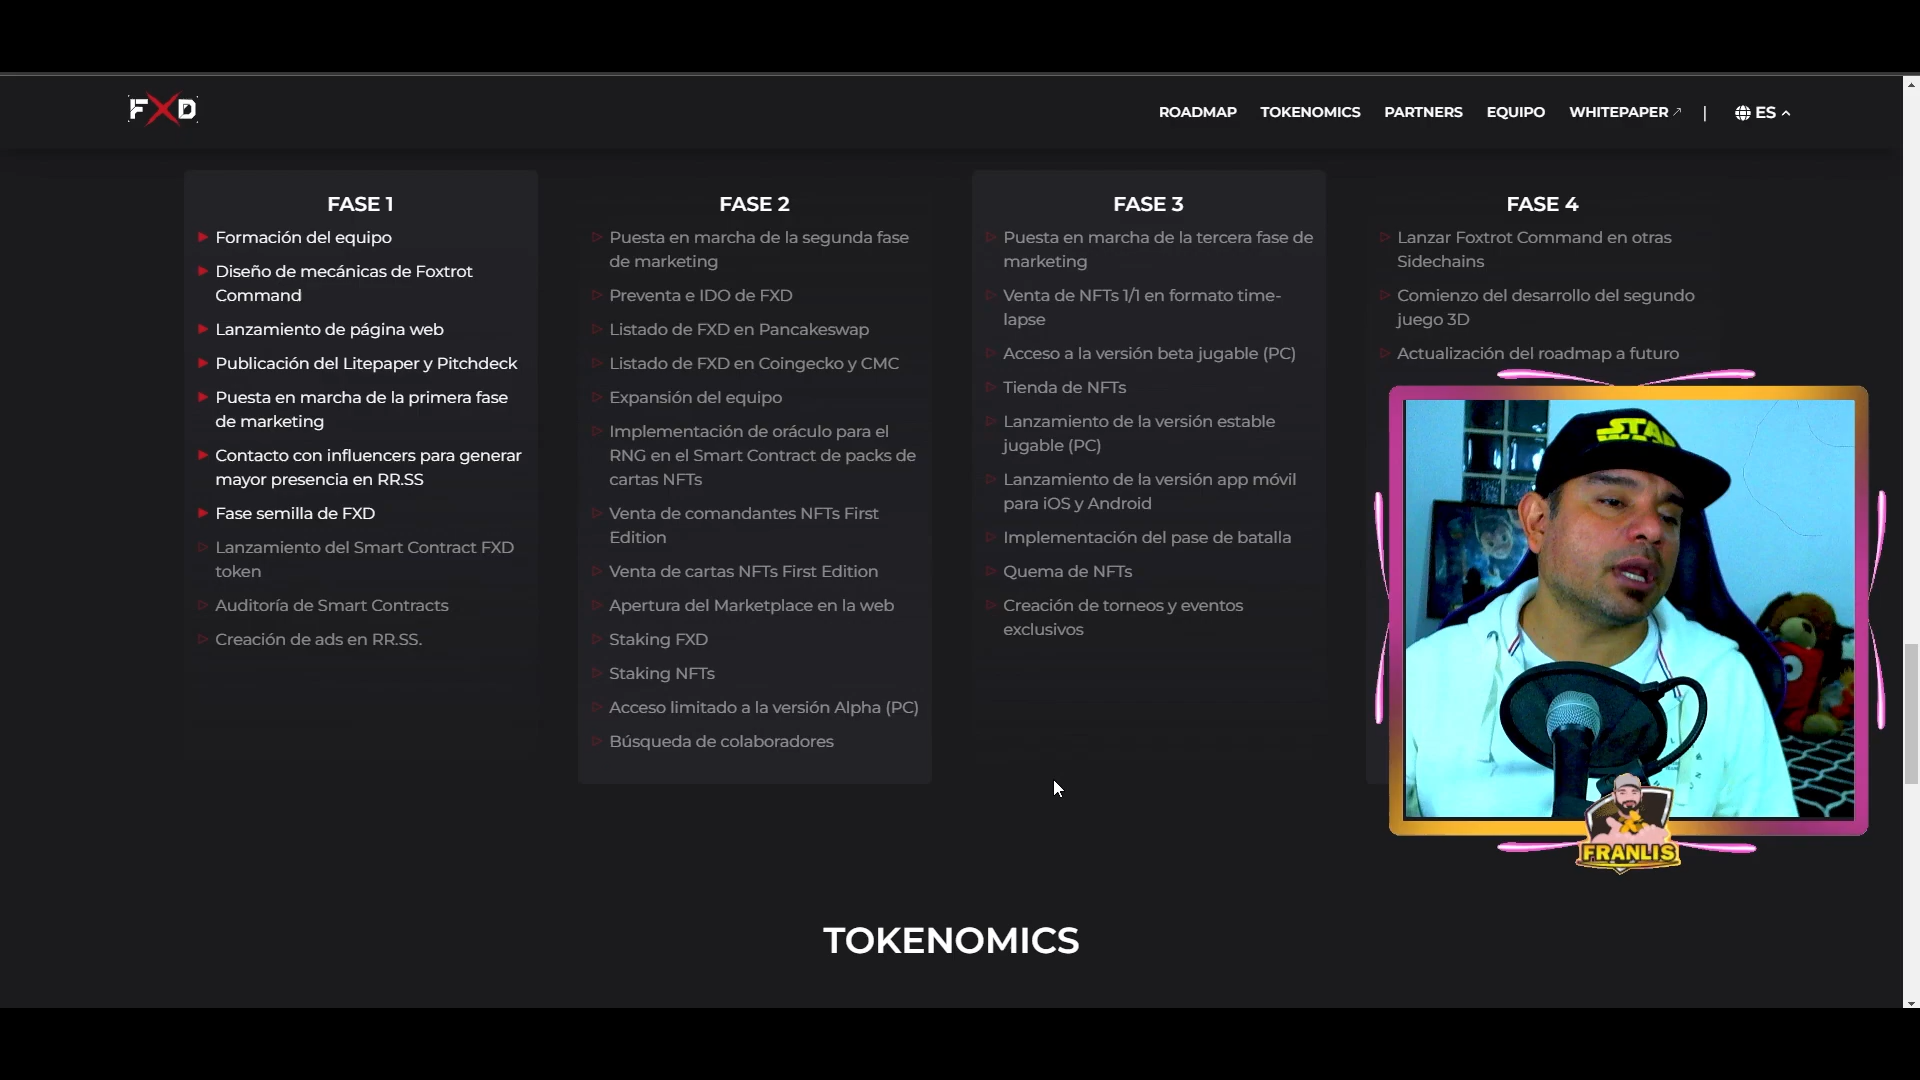 FXD
ROADMAP TOKENOMICS PARTNERS EQUIPO WHITEPAPER | ES
FASE 1
Formación del equipo
Diseño de mecánicas de Foxtrot
Command
Lanzamiento de página web
Publicación del Litepaper y Pitchdeck
Puesta en marcha de la primera fase
de marketing
Contacto con influencers para generar
mayor presencia en RR.SS
Fase semilla de FXD
Lanzamiento del Smart Contract FXD
token
Auditoría de Smart Contracts
Creación de ads en RR.SS.
FASE 2
Puesta en marcha de la segunda fase
de marketing
Preventa e IDO de FXD
Listado de FXD en Pancakeswap
Listado de FXD en Coingecko y CMC
Expansión del equipo
Implementación de oráculo para el
RNG en el Smart Contract de packs de
cartas NFTs
Venta de comandantes NFTs First
Edition
Venta de cartas NFTs First Edition
Apertura del Marketplace en la web
Staking FXD
Staking NFTs
Acceso limitado a la versión Alpha (PC)
Búsqueda de colaboradores
FASE 3
Puesta en marcha de la tercera fase de
marketing
Venta de NFTs 1/1 en formato time-
lapse
Acceso a la versión beta jugable (PC)
Tienda de NFTs
Lanzamiento de la versión estable
jugable (PC)
Lanzamiento de la versión app móvil
para iOS y Android
Implementación del pase de batalla
Quema de NFTs
Creación de torneos y eventos
exclusivos
FASE 4
Lanzar Foxtrot Command en otras
Sidechains
Comienzo del desarrollo del segundo
juego 3D
Actualización del roadmap a futuro
STAR
FRANLIS
TOKENOMICS